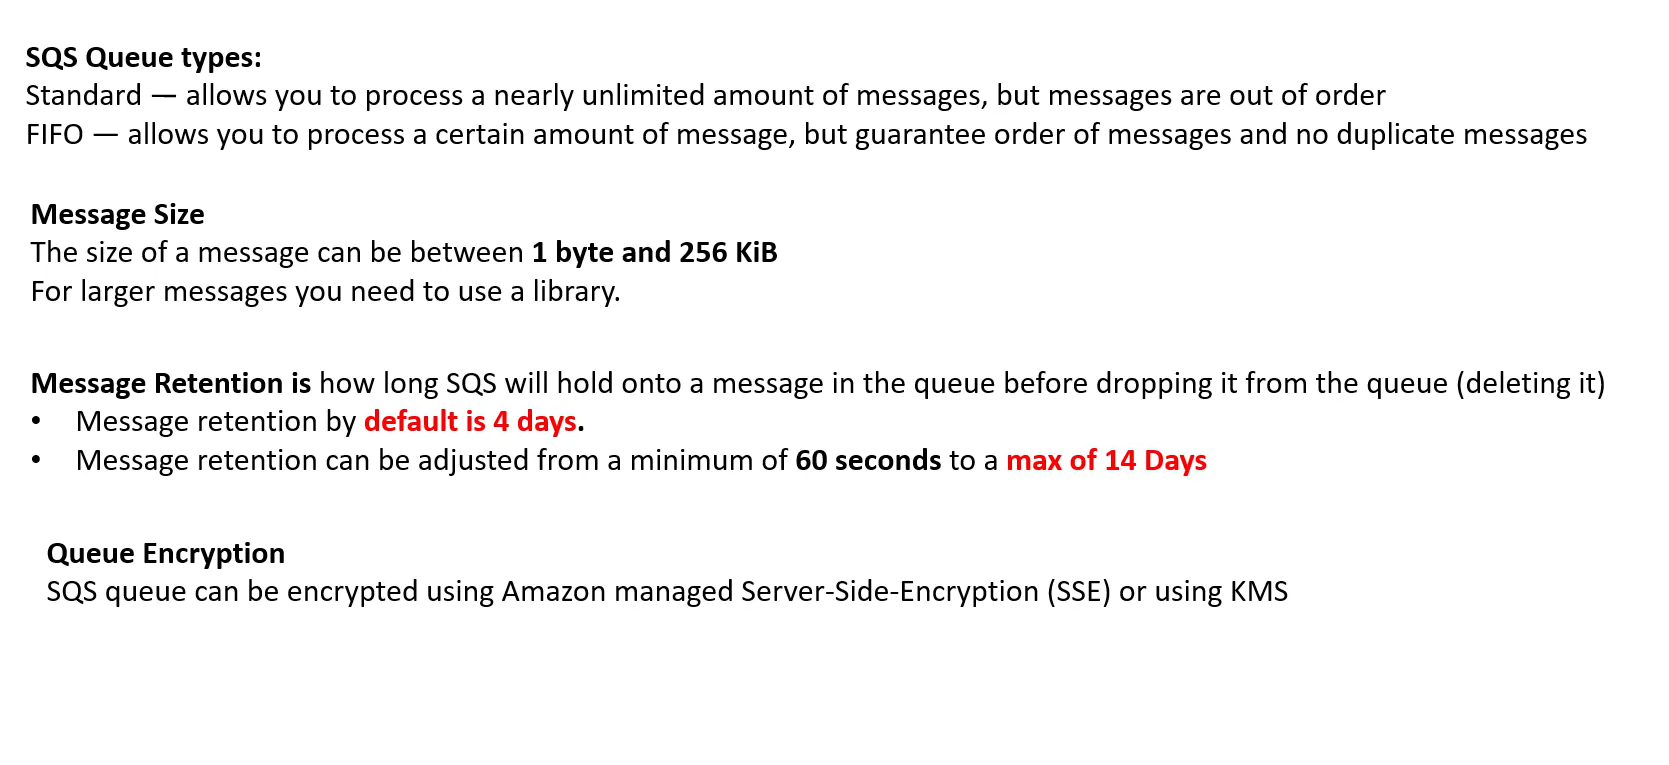 SQS Queue types:
Standard — allows you to process a nearly unlimited amount of messages, but messages are out of order
FIFO — allows you to process a certain amount of message, but guarantee order of messages and no duplicate messages
Message Size
The size of a message can be between 1 byte and 256 KiB
For larger messages you need to use a library.
Message Retention is how long SQS will hold onto a message in the queue before dropping it from the queue (deleting it)
• Message retention by default is 4 days.
• Message retention can be adjusted from a minimum of 60 seconds to a max of 14 Days
Queue Encryption
SQS queue can be encrypted using Amazon managed Server-Side-Encryption (SSE) or using KMS